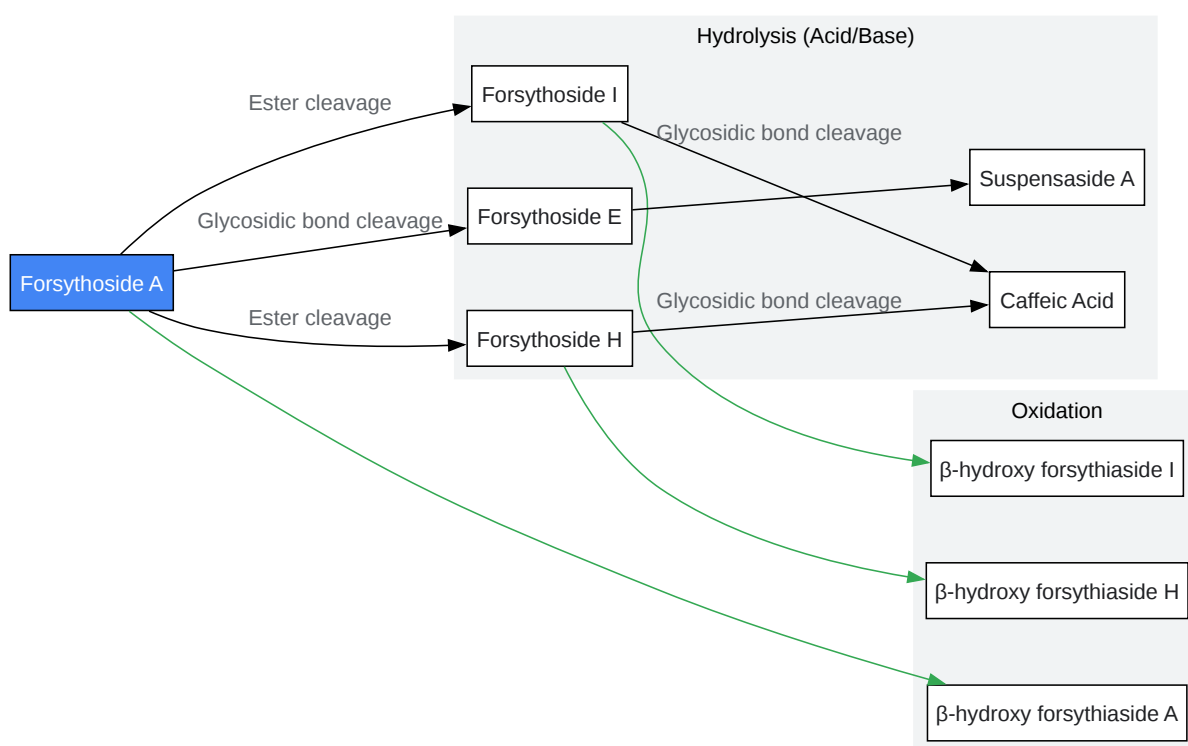 Hydrolysis (Acid/Base)
Forsythoside I
Ester cleavage
Glycosidic bond cleavage
Suspensaside A
Forsythoside E
Glycosidic bond cleavage
Forsythoside A
Caffeic Acid
Glycosidic bond cleavage
Ester cleavage
Forsythoside H
Oxidation
β-hydroxy forsythiaside I
β-hydroxy forsythiaside H
β-hydroxy forsythiaside A